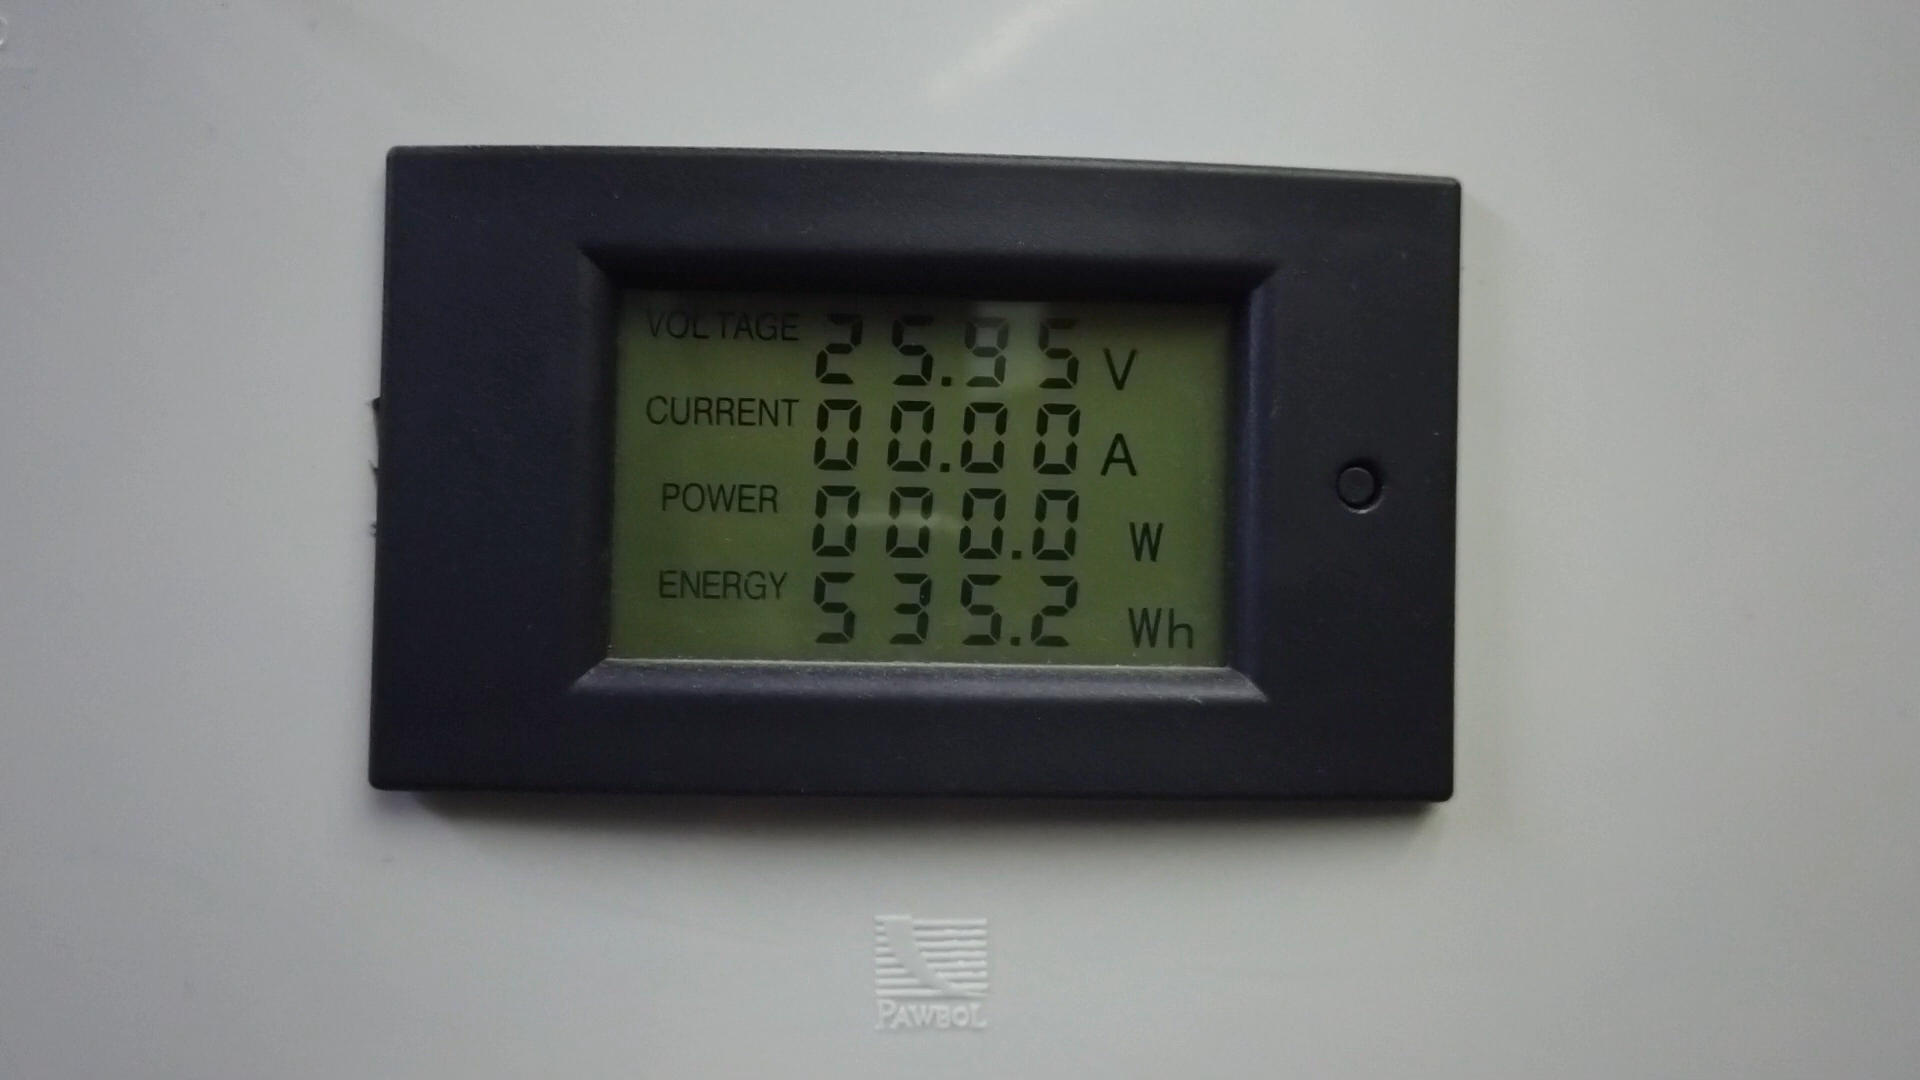 VOLTAGE 25.95 V
CURRENT 00.00 A
POWER 000.0 W
ENERGY 535.2 Wh
PAWBOL